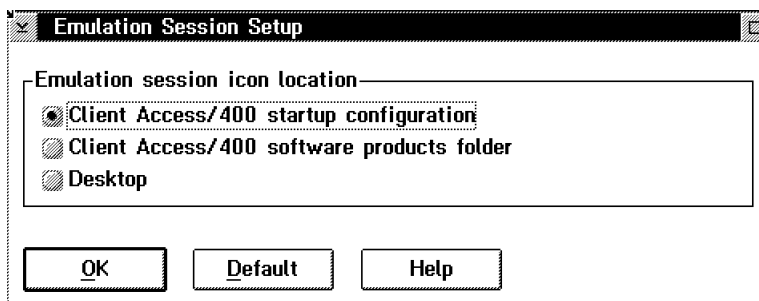 Emulation Session Setup
Emulation session icon location
Client Access/400 startup configuration
Client Access/400 software products folder
Desktop
OK Default Help